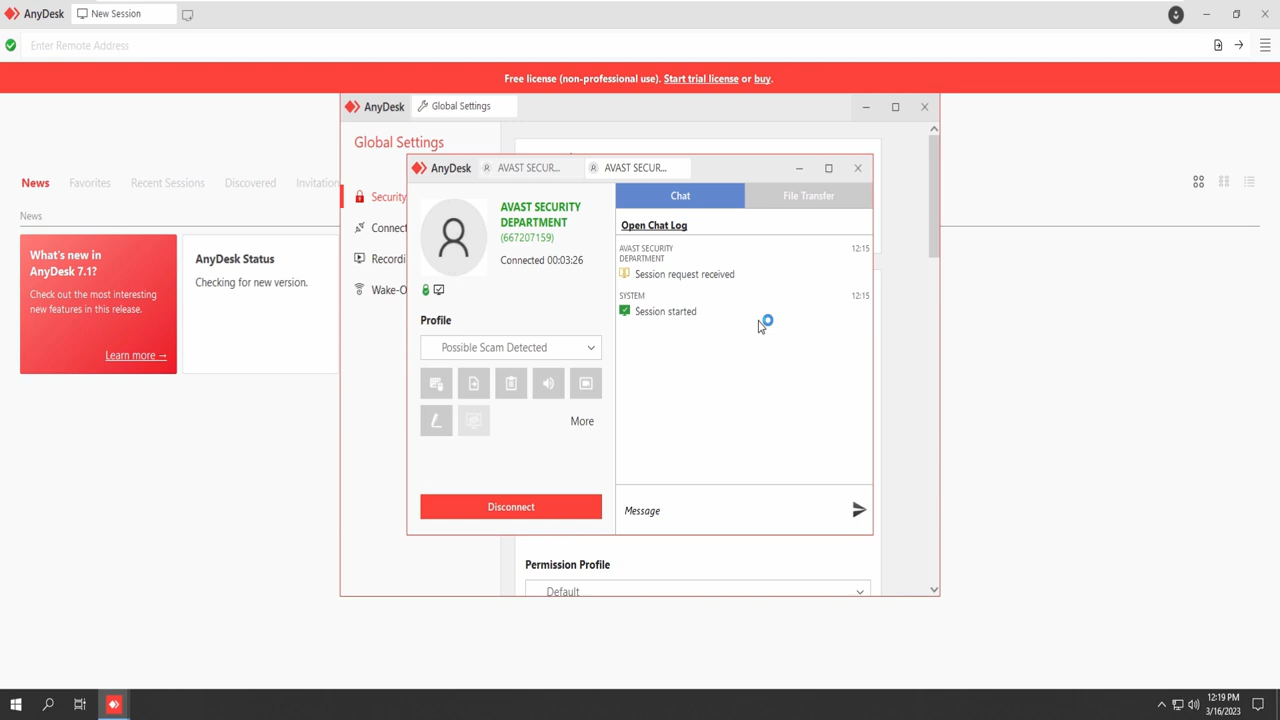 AnyDesk
New Session
Enter Remote Address
Free license (non-professional use). Start trial license or buy.
AnyDesk
Global Settings
Global Settings
Security
Connect
Recordi
Wake-O
News
Favorites
Recent Sessions
Discovered
Invitation
News
What's new in
AnyDesk 7.1?
Check out the most interesting
new features in this release.
Learn more →
AnyDesk Status
Checking for new version.
AnyDesk
AVAST SECUR...
AVAST SECUR...
AVAST SECURITY
DEPARTMENT
(667207159)
Connected 00:03:26
Profile
Possible Scam Detected
More
Disconnect
Chat
File Transfer
Open Chat Log
AVAST SECURITY
DEPARTMENT
12:15
Session request received
SYSTEM
12:15
Session started
Message
Permission Profile
Default
12:19 PM
3/16/2023